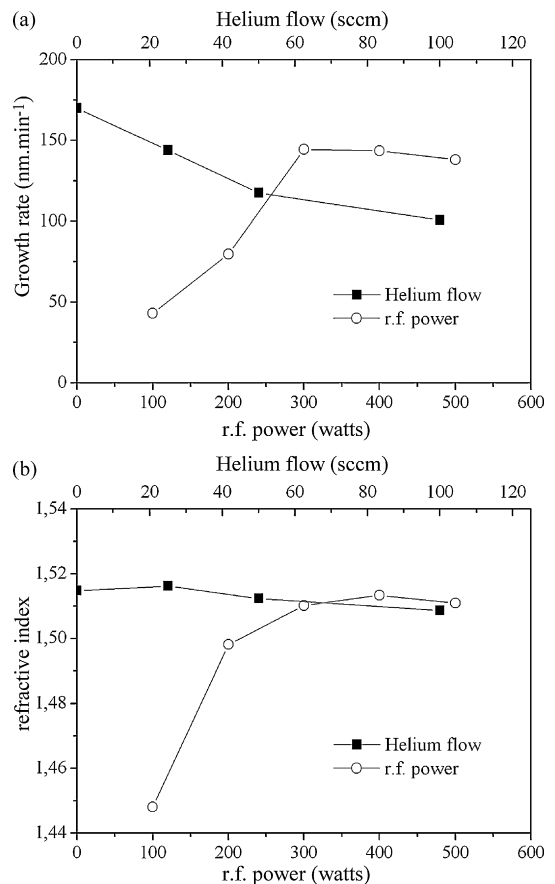 (a)
Helium flow (sccm)
0 20 40 60 80 100 120
Growth rate (nm.min-1)
200
150
100
50
0
Helium flow
r.f. power
0 100 200 300 400 500 600
r.f. power (watts)
(b)
Helium flow (sccm)
0 20 40 60 80 100 120
refractive index
1,54
1,52
1,50
1,48
1,46
1,44
Helium flow
r.f. power
0 100 200 300 400 500 600
r.f. power (watts)